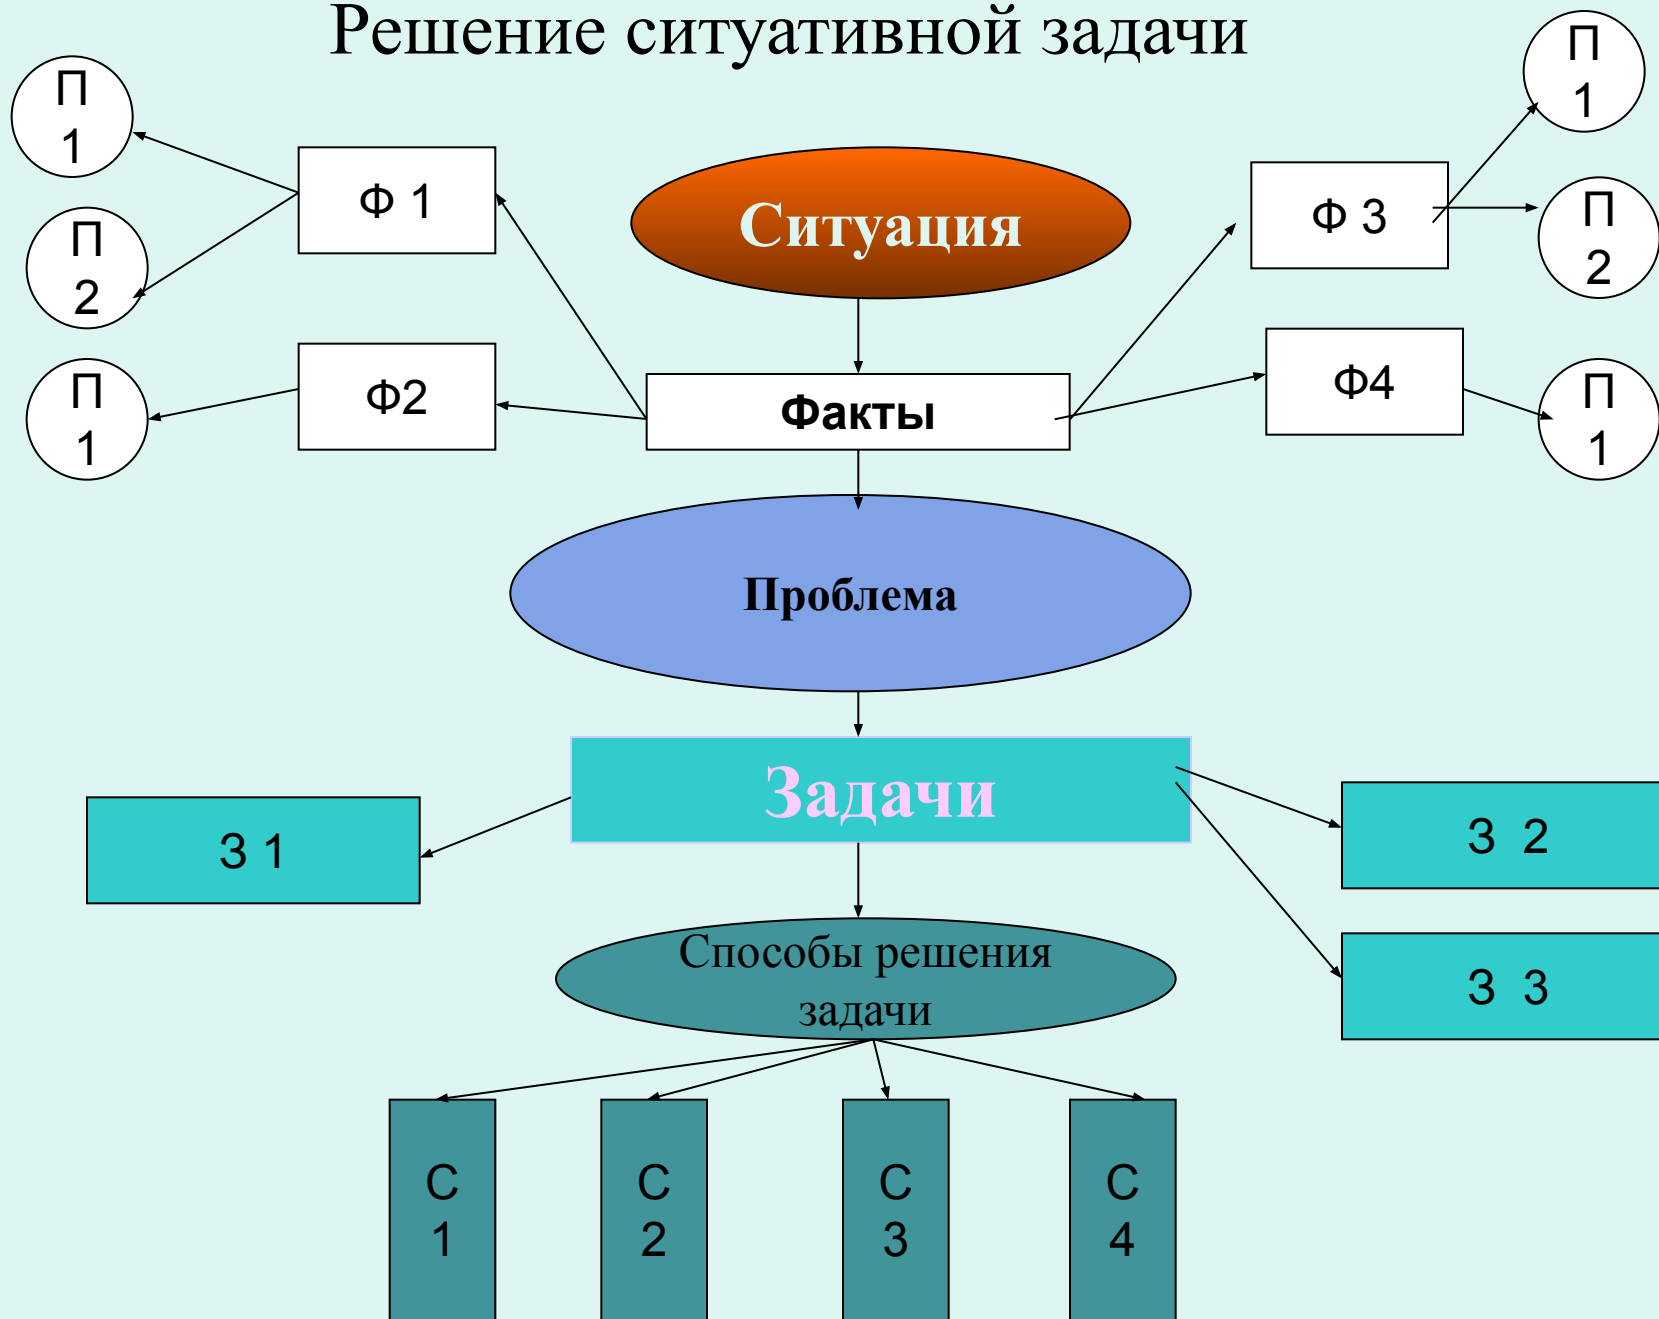 Решение ситуативной задачи
П
1
П
1
Ф 1
Ситуация
Ф 3
П
2
П
2
П
1
Ф2
Факты
Ф4
П
1
Проблема
Задачи
З 1
З 2
З 3
Способы решения
задачи
С
1
С
2
С
3
С
4